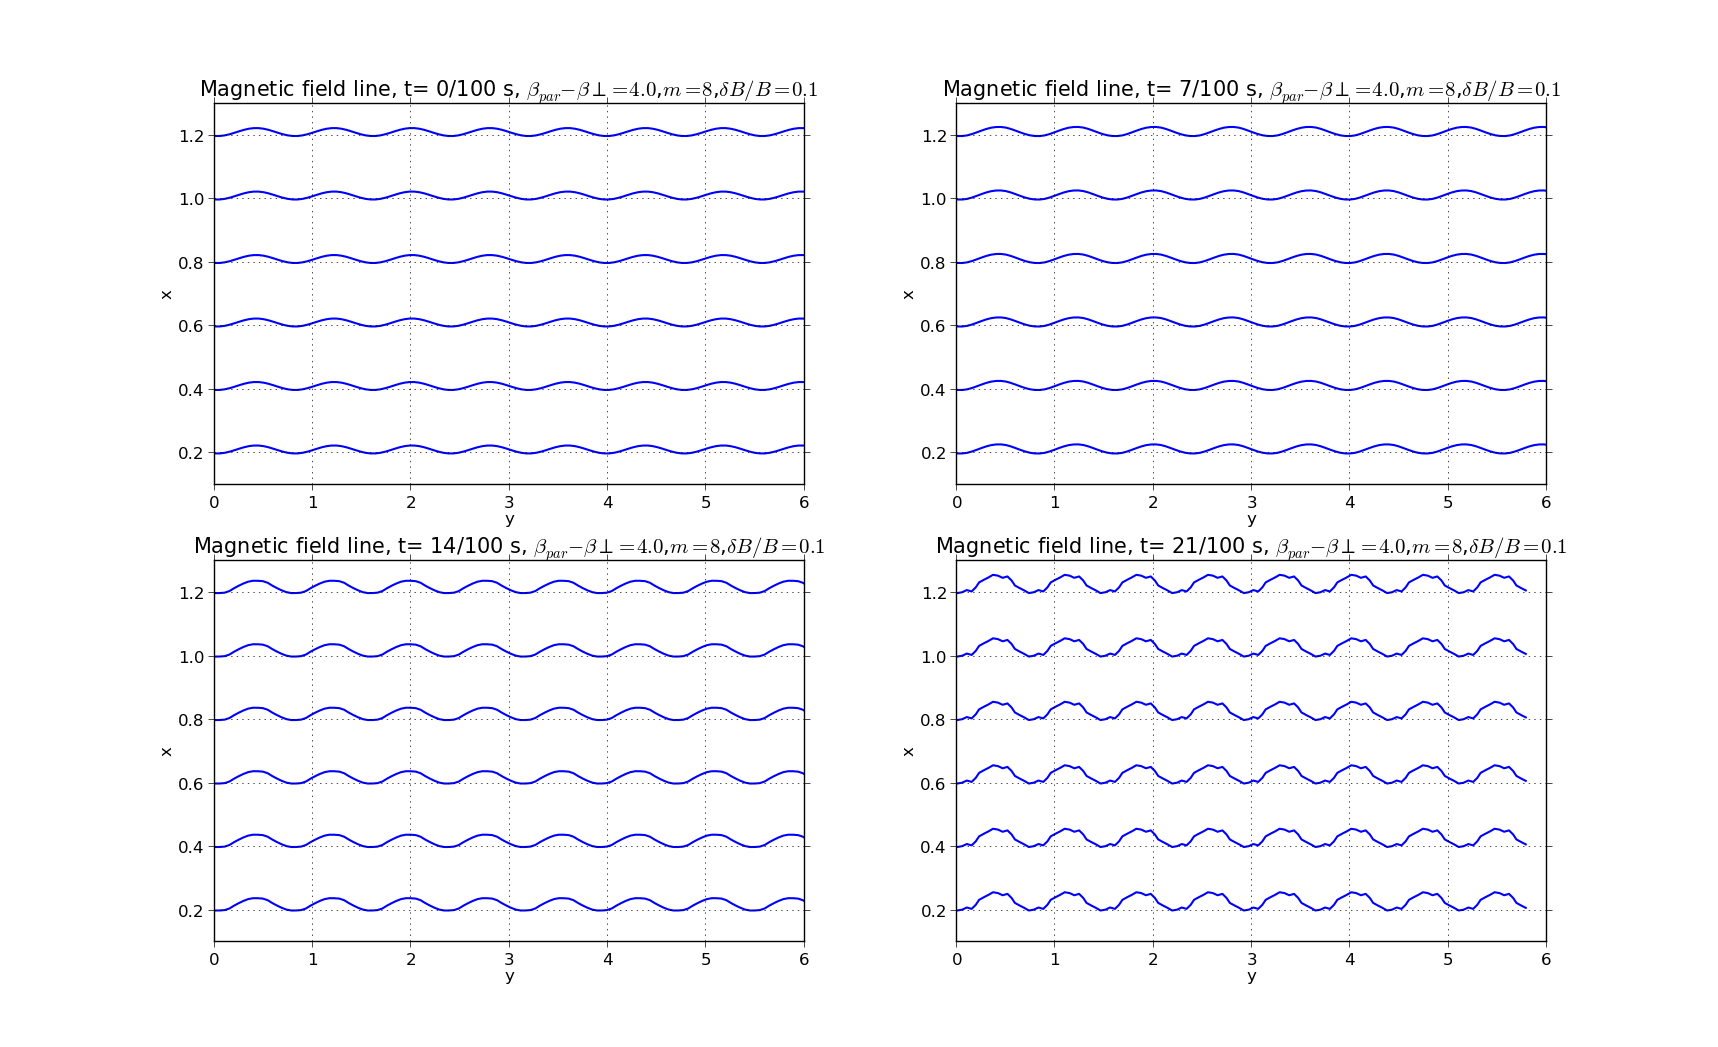 Magnetic field line, t= 0/100 s, β_par−β⊥=4.0,m=8,δB/B=0.1
1.2
1.0
0.8
0.6
0.4
0.2
x
0 1 2 3 4 5 6
y
Magnetic field line, t= 7/100 s, β_par−β⊥=4.0,m=8,δB/B=0.1
1.2
1.0
0.8
0.6
0.4
0.2
x
0 1 2 3 4 5 6
y
Magnetic field line, t= 14/100 s, β_par−β⊥=4.0,m=8,δB/B=0.1
1.2
1.0
0.8
0.6
0.4
0.2
x
0 1 2 3 4 5 6
y
Magnetic field line, t= 21/100 s, β_par−β⊥=4.0,m=8,δB/B=0.1
1.2
1.0
0.8
0.6
0.4
0.2
x
0 1 2 3 4 5 6
y